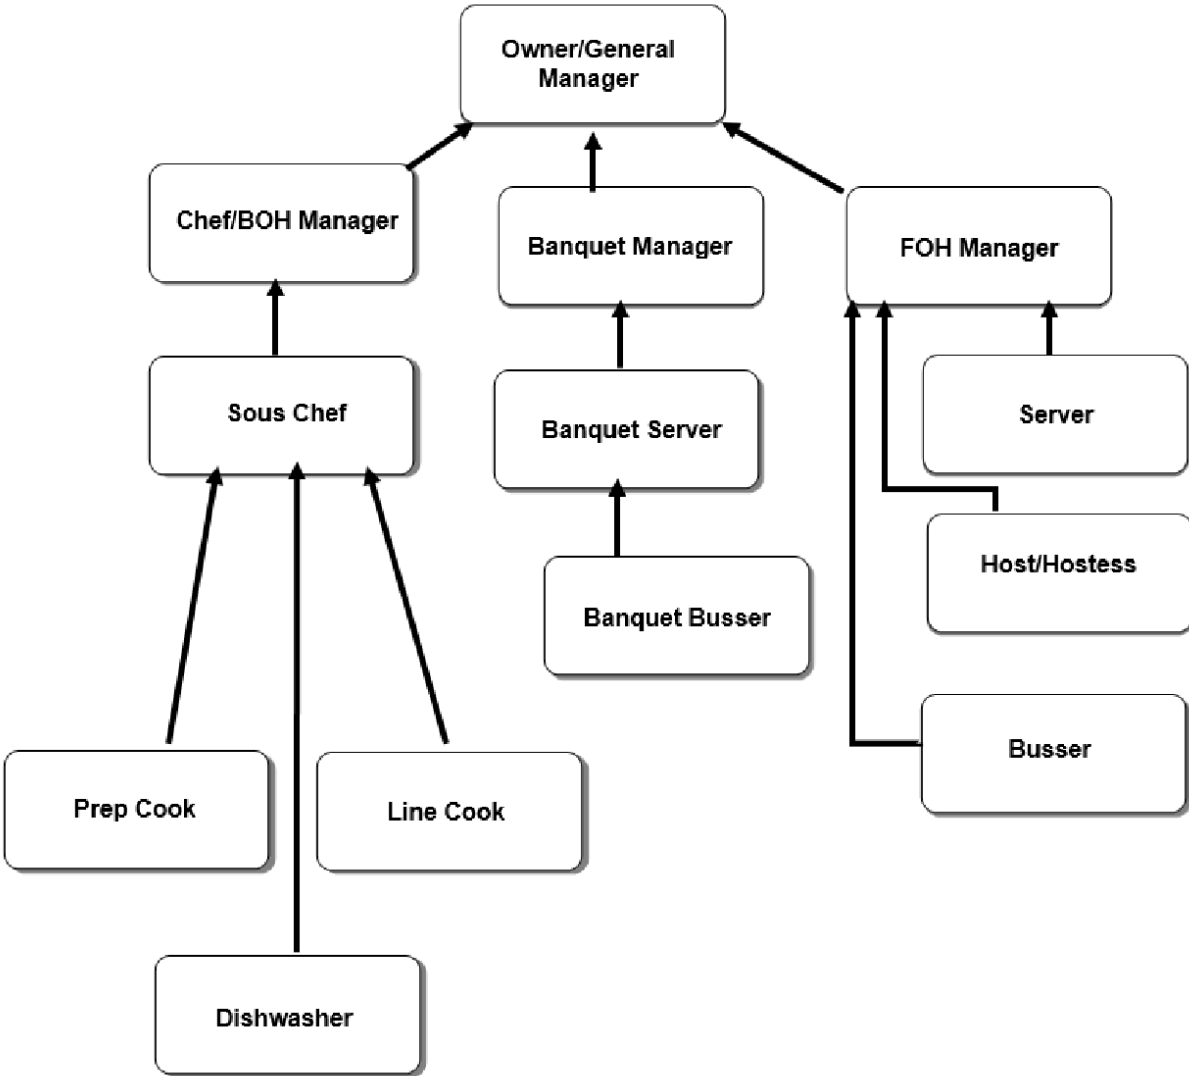 Owner/General
Manager
Chef/BOH Manager
Banquet Manager
FOH Manager
Sous Chef
Banquet Server
Server
Host/Hostess
Banquet Busser
Busser
Prep Cook
Line Cook
Dishwasher